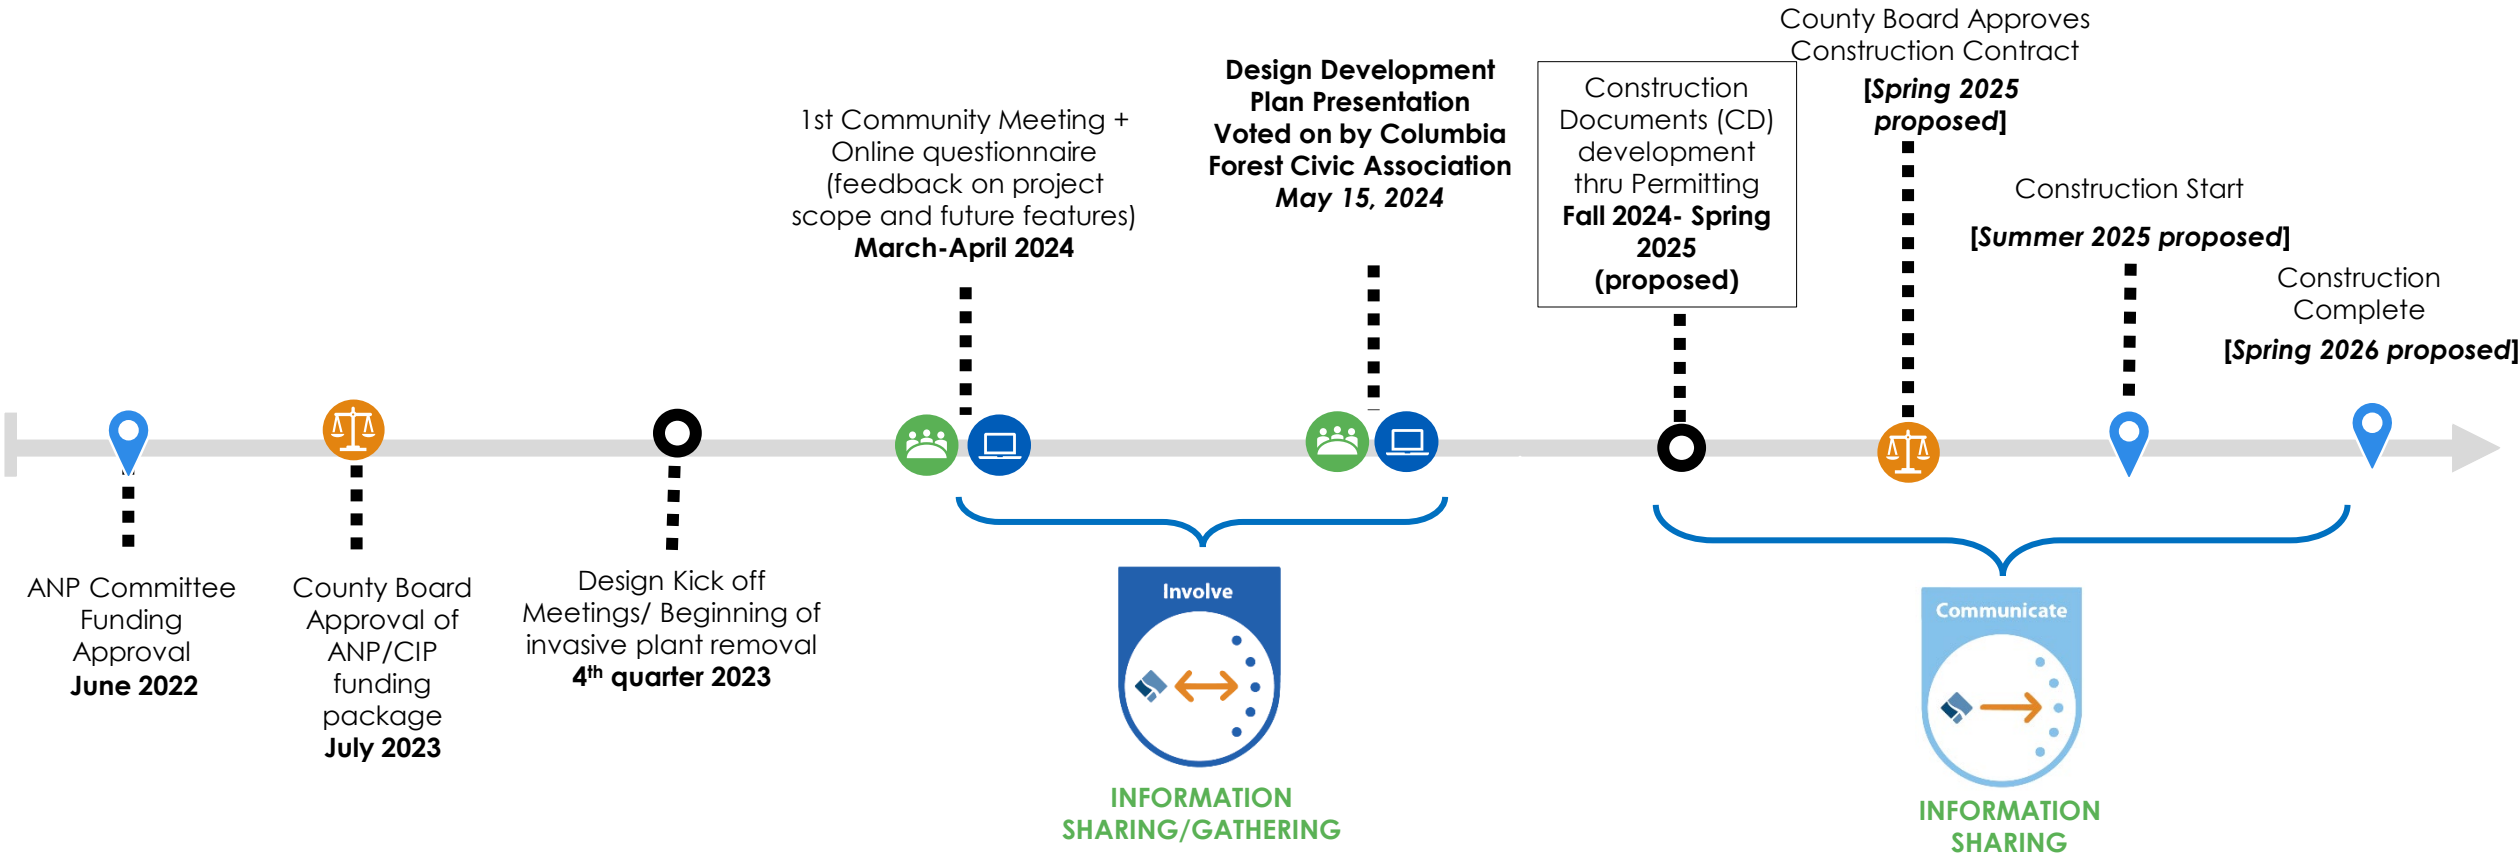 ANP Committee
Funding
Approval
June 2022
County Board
Approval of
ANP/CIP
funding
package
July 2023
Design Kick off
Meetings/ Beginning of
invasive plant removal
4th quarter 2023
1st Community Meeting +
Online questionnaire
(feedback on project
scope and future features)
March-April 2024
Design Development
Plan Presentation
Voted on by Columbia
Forest Civic Association
May 15, 2024
Construction
Documents (CD)
development
thru Permitting
Fall 2024- Spring
2025
(proposed)
County Board Approves
Construction Contract
[Spring 2025
proposed]
Construction Start
[Summer 2025 proposed]
Construction
Complete
[Spring 2026 proposed]
Involve
INFORMATION
SHARING/GATHERING
Communicate
INFORMATION
SHARING